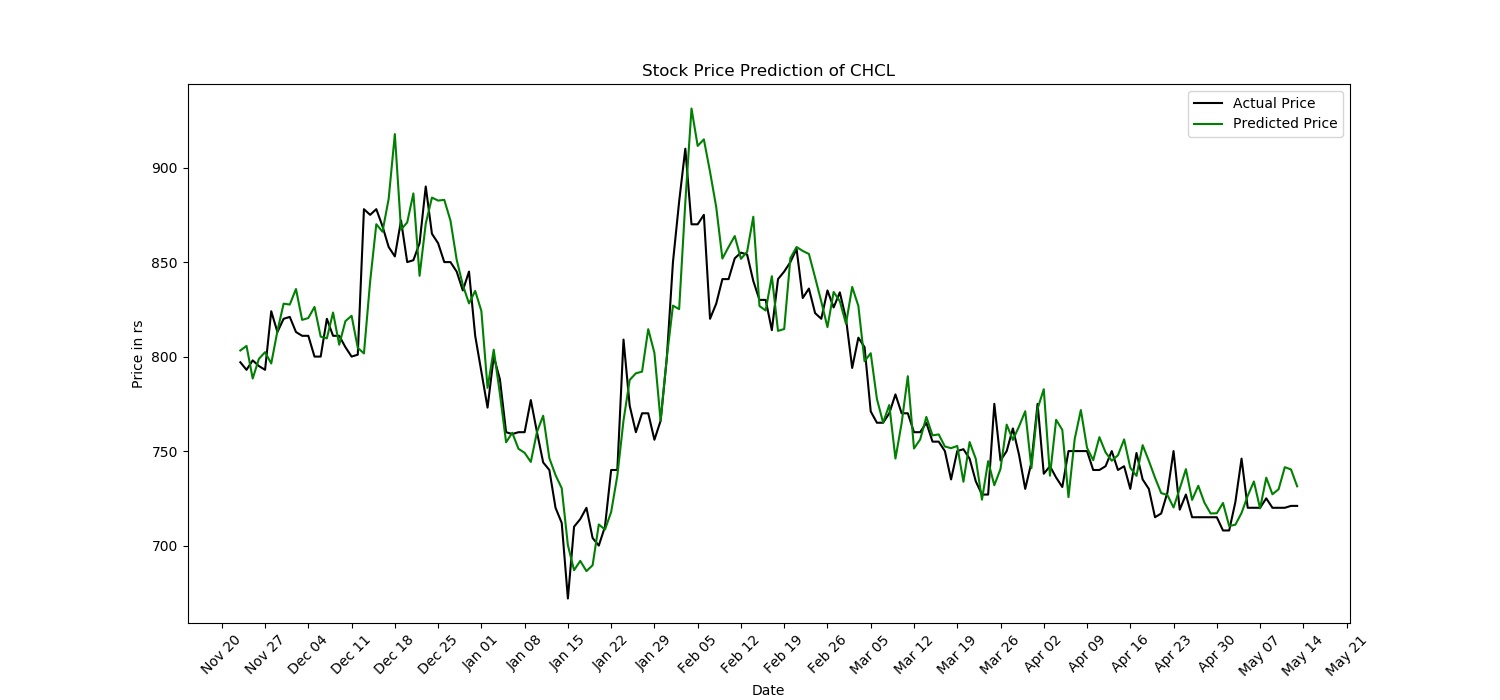 Stock Price Prediction of CHCL
Actual Price
Predicted Price
Price in rs
900
850
800
750
700
Nov 20
Nov 27
Dec 04
Dec 11
Dec 18
Dec 25
Jan 01
Jan 08
Jan 15
Jan 22
Jan 29
Feb 05
Feb 12
Feb 19
Feb 26
Mar 05
Mar 12
Mar 19
Mar 26
Apr 02
Apr 09
Apr 16
Apr 23
Apr 30
May 07
May 14
May 21
Date